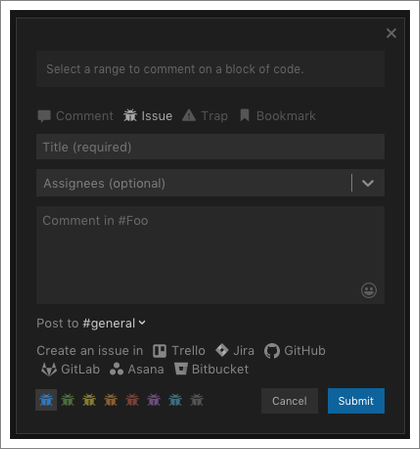 Select a range to comment on a block of code.
Comment Issue Trap Bookmark
Title (required)
Assignees (optional)
Comment in #Foo
Post to #general
Create an issue in Trello Jira GitHub
GitLab Asana Bitbucket
Cancel Submit